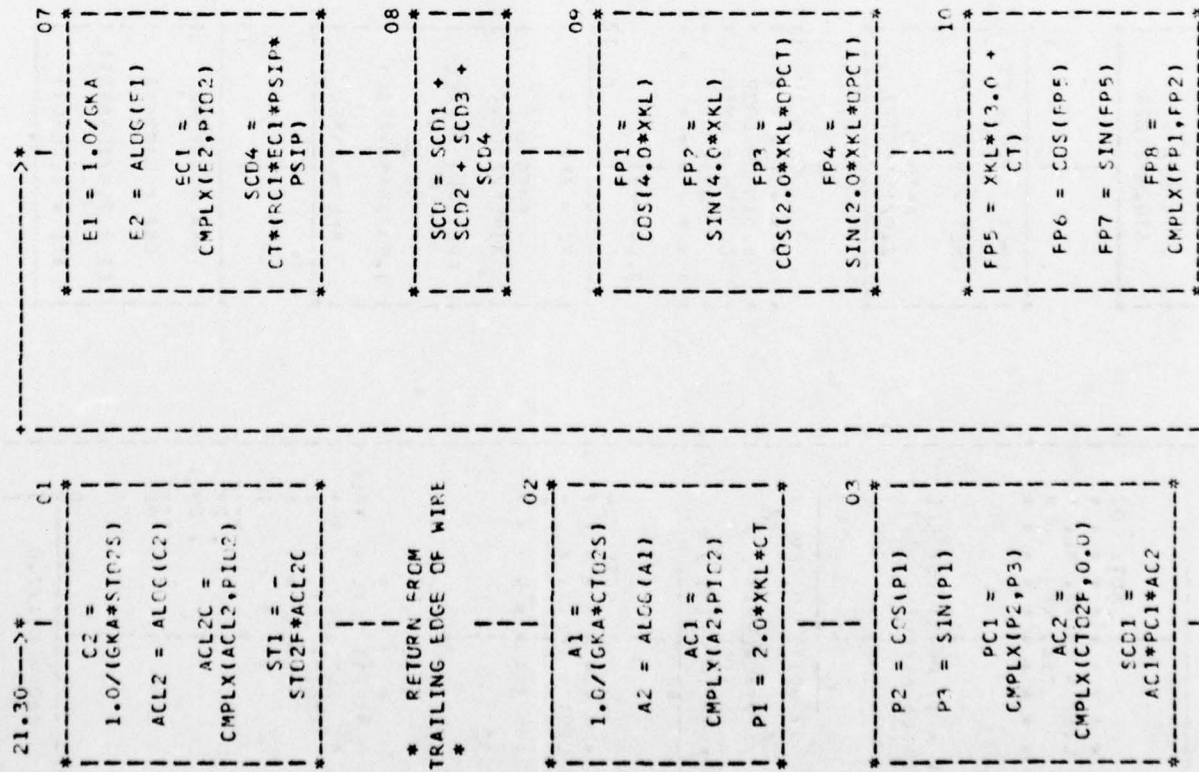 21.30---->*
01
C2 =
1.0/(GKA*STO2S)
ACL2 = ALOG(C2)
ACL2C =
CMPLX(ACL2,PIO2)
ST1 = -
STO2F*ACL2C
* RETURN FROM
TRAILING EDGE OF WIRE
*
02
A1 =
1.0/(GKA*CTO2S)
A2 = ALOG(A1)
AC1 =
CMPLX(A2,PIO2)
P1 = 2.0*XKL*CT
03
P2 = COS(P1)
P3 = SIN(P1)
PC1 =
CMPLX(P2,P3)
AC2 =
CMPLX(CTO2F,0.0)
SCD1 =
AC1*PC1*AC2
07
E1 = 1.0/GKA
E2 = ALOG(E1)
EC1 =
CMPLX(E2,PIO2)
SCD4 =
CT*(RC1*EC1*PSIP*
PSIP)
08
SCD = SCD1 +
SCD2 + SCD3 +
SCD4
09
FP1 =
COS(4.0*XKL)
FP2 =
SIN(4.0*XKL)
FP3 =
COS(2.0*XKL*OPCT)
FP4 =
SIN(2.0*XKL*OPCT)
10
FP5 = XKL*(3.0 +
CT)
FP6 = COS(FP5)
FP7 = SIN(FP5)
FP8 =
CMPLX(FP1,FP2)